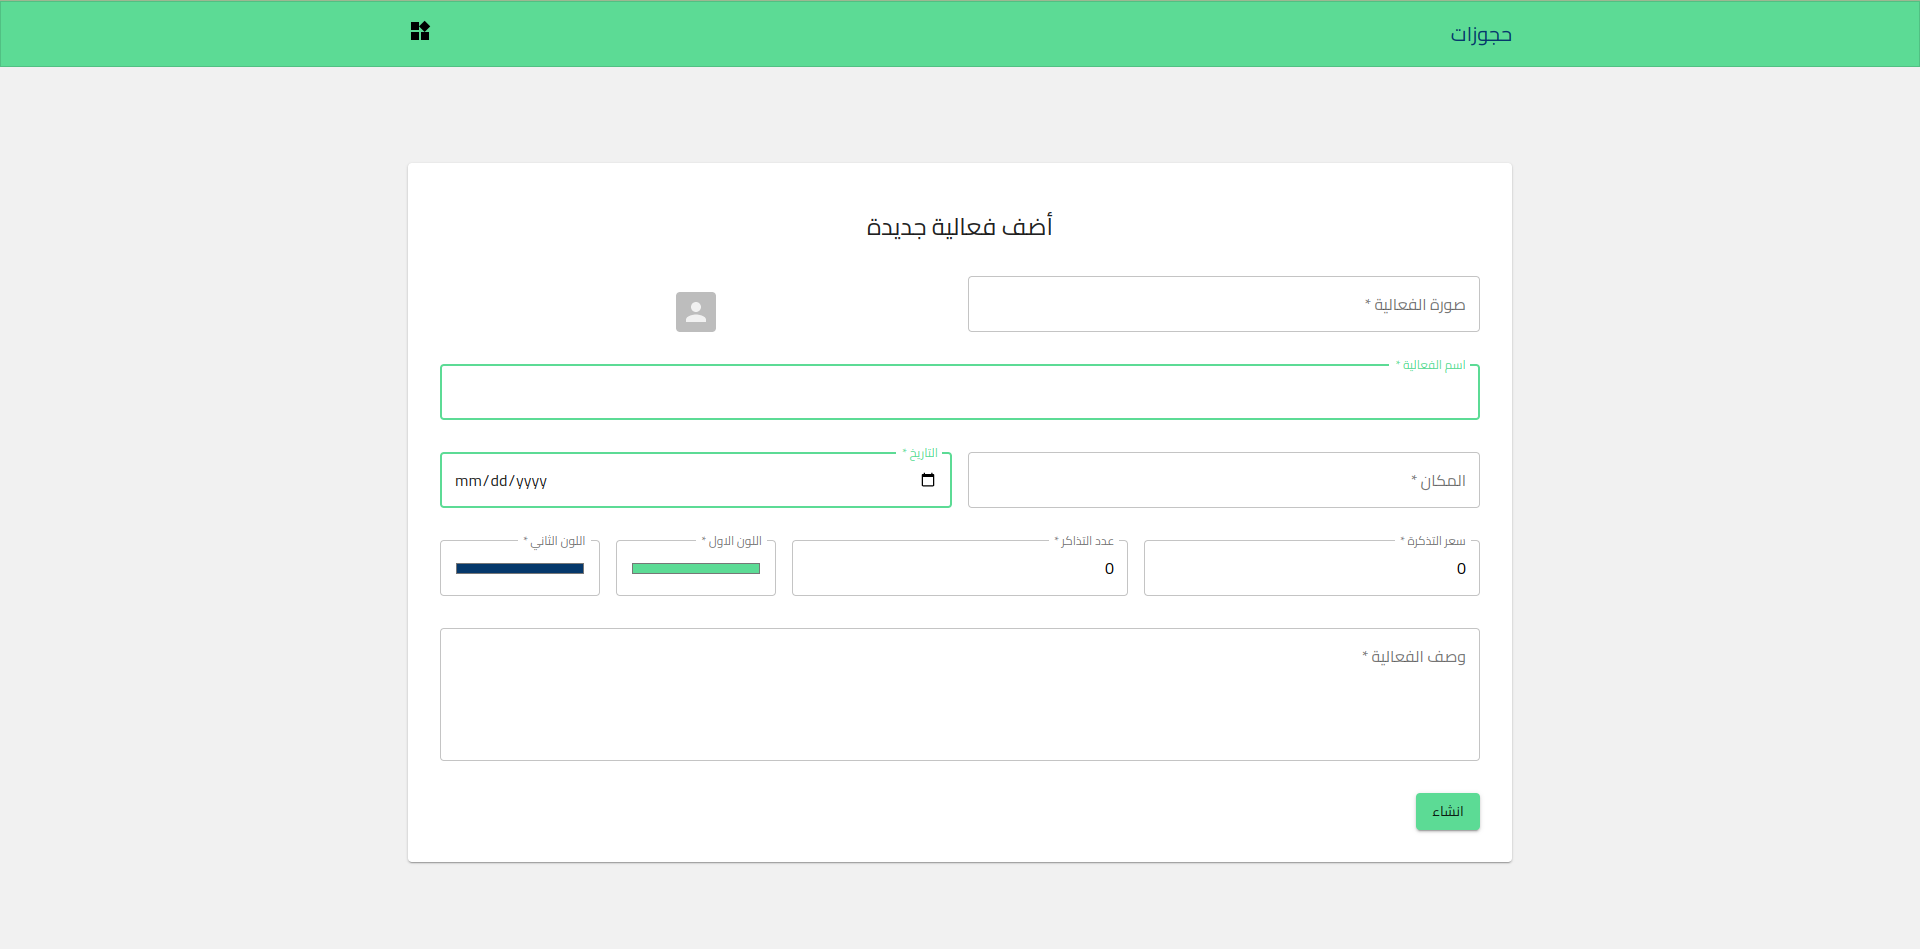 حجوزات
أضف فعالية جديدة
صورة الفعالية *
اسم الفعالية *
المكان *
التاريخ *
mm/dd/yyyy
سعر التذكرة *
0
عدد التذاكر *
0
اللون الاول *
اللون الثاني *
وصف الفعالية *
انشاء